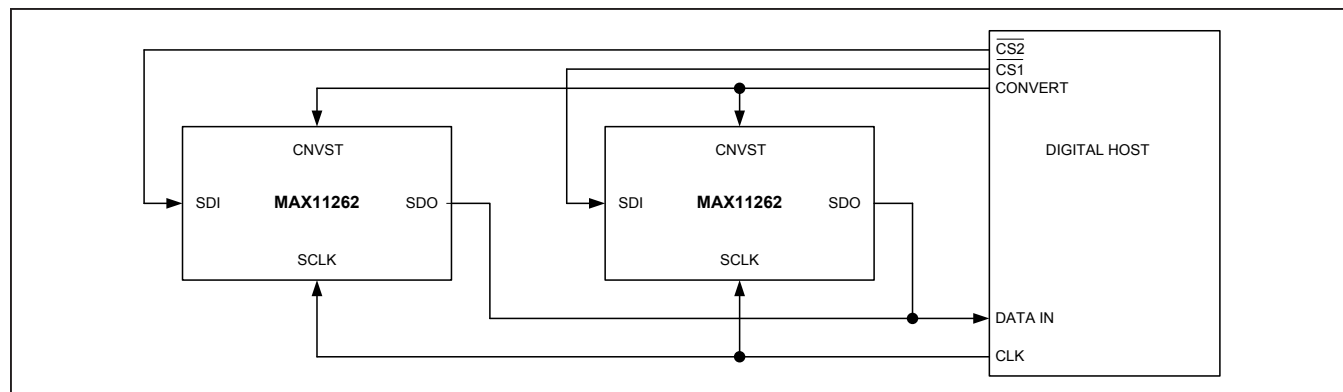 CS2
CS1
CONVERT
CNVST
CNVST
DIGITAL HOST
SDI
MAX11262
SDO
SDI
MAX11262
SDO
SCLK
SCLK
DATA IN
CLK